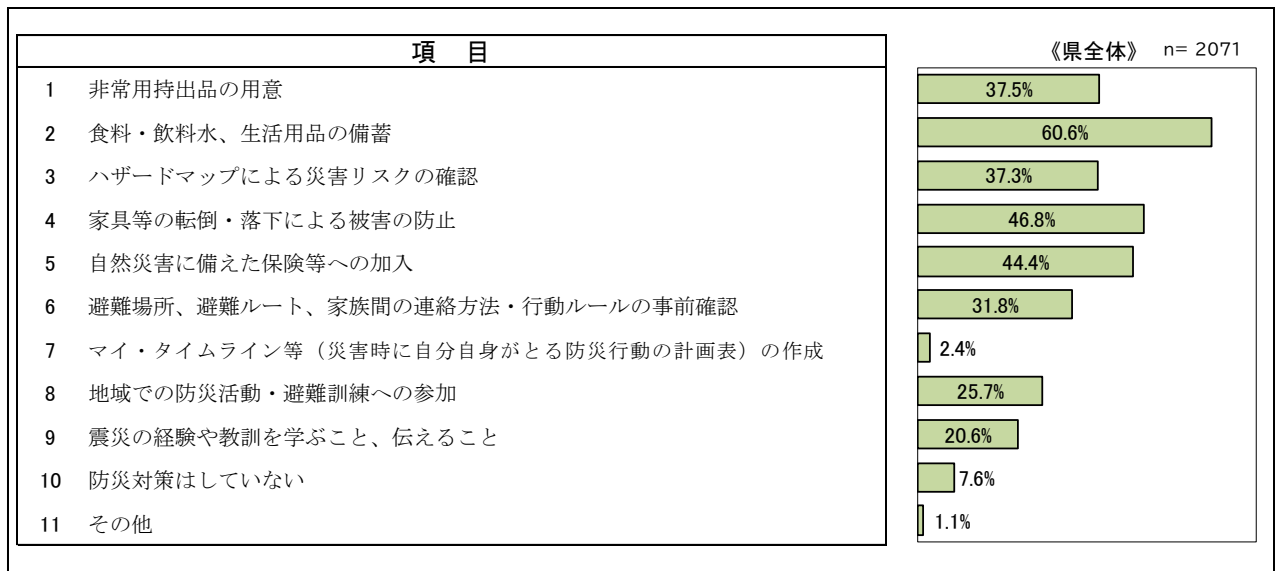 項 目 《県全体》 n= 2071
1 非常用持出品の用意 37.5%
2 食料・飲料水、生活用品の備蓄 60.6%
3 ハザードマップによる災害リスクの確認 37.3%
4 家具等の転倒・落下による被害の防止 46.8%
5 自然災害に備えた保険等への加入 44.4%
6 避難場所、避難ルート、家族間の連絡方法・行動ルールの事前確認 31.8%
7 マイ・タイムライン等（災害時に自分自身がとる防災行動の計画表）の作成 2.4%
8 地域での防災活動・避難訓練への参加 25.7%
9 震災の経験や教訓を学ぶこと、伝えること 20.6%
10 防災対策はしていない 7.6%
11 その他 1.1%